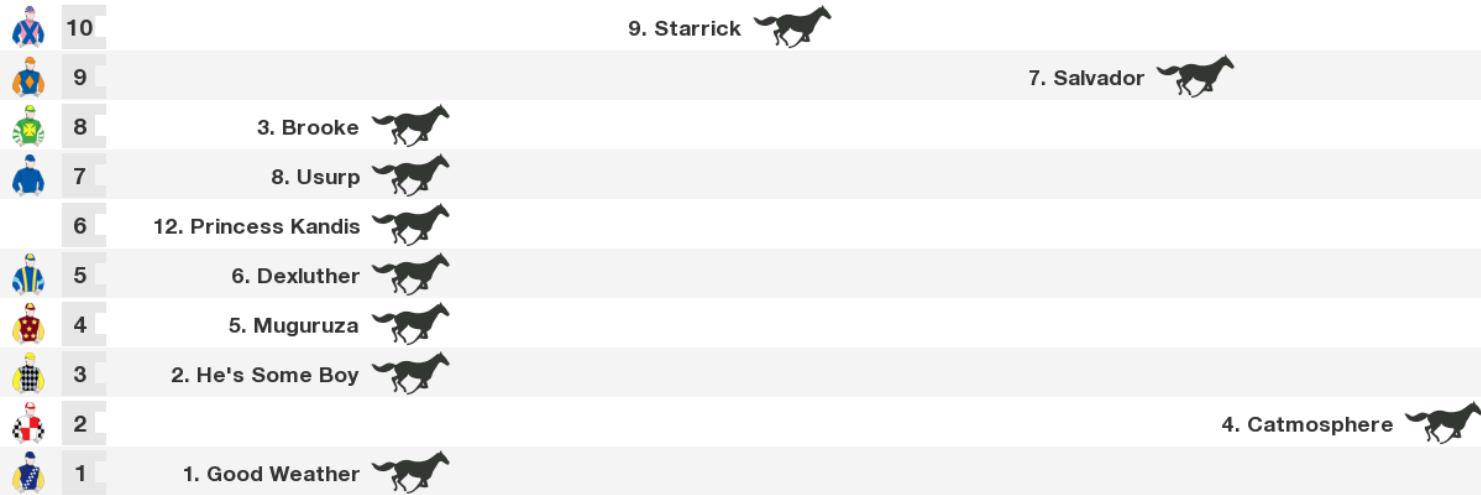 10 9. Starrick
9 7. Salvador
8 3. Brooke
7 8. Usurp
6 12. Princess Kandis
5 6. Dexluther
4 5. Muguruza
3 2. He's Some Boy
2 4. Catmosphere
1 1. Good Weather